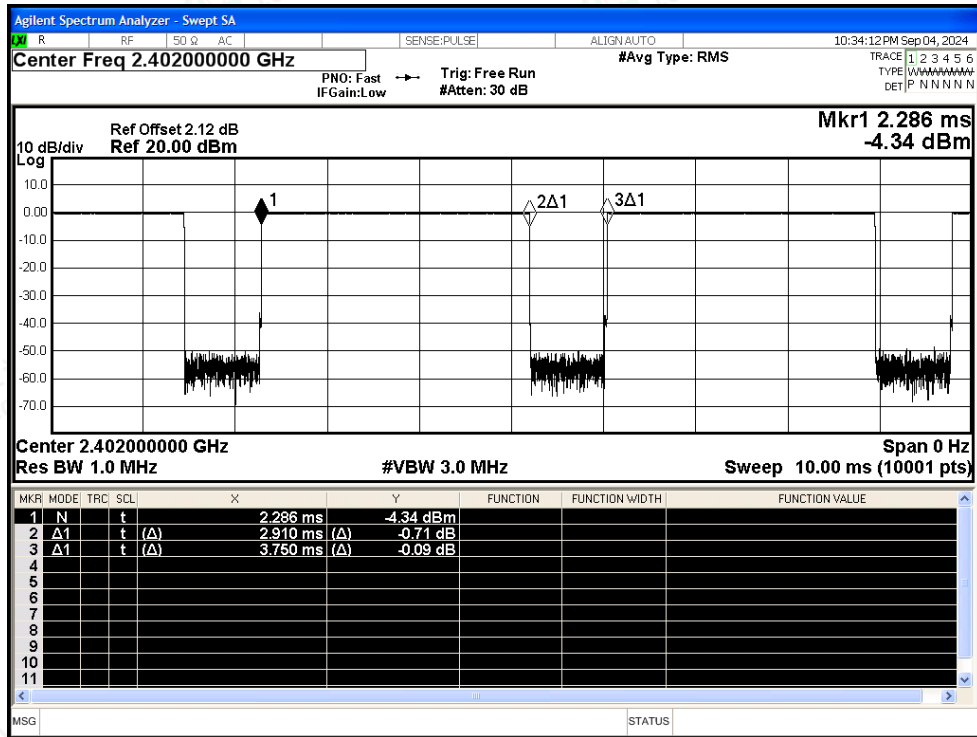 Agilent Spectrum Analyzer - Swept SA
LXI R RF 50 Ω AC SENSE:PULSE ALIGN AUTO 10:34:12 PM Sep 04, 2024
Center Freq 2.402000000 GHz #Avg Type: RMS TRACE 1 2 3 4 5 6
PNO: Fast Trig: Free Run TYPE W
IFGain:Low #Atten: 30 dB DET P N N N N N
Mkr1 2.286 ms
Ref Offset 2.12 dB
10 dB/div Ref 20.00 dBm -4.34 dBm
Log
10.0
0.00
-10.0
-20.0
-30.0
-40.0
-50.0
-60.0
-70.0
1 2Δ1 3Δ1
Center 2.402000000 GHz Span 0 Hz
Res BW 1.0 MHz #VBW 3.0 MHz Sweep 10.00 ms (10001 pts)
MKR MODE TRC SCL X Y FUNCTION FUNCTION WIDTH FUNCTION VALUE
1 N t 2.286 ms -4.34 dBm
2 Δ1 t (Δ) 2.910 ms (Δ) -0.71 dB
3 Δ1 t (Δ) 3.750 ms (Δ) -0.09 dB
4
5
6
7
8
9
10
11
MSG STATUS